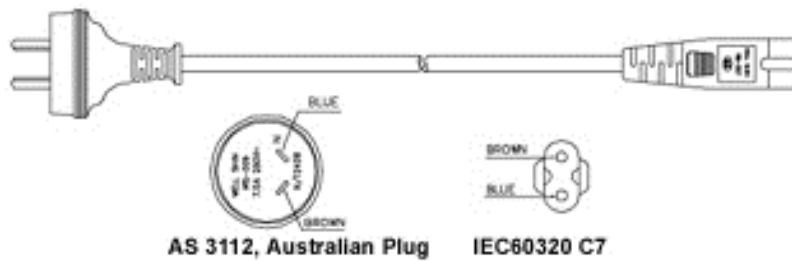 BLUE
N
BROWN
BROWN
BLUE
AS 3112, Australian Plug
IEC60320 C7